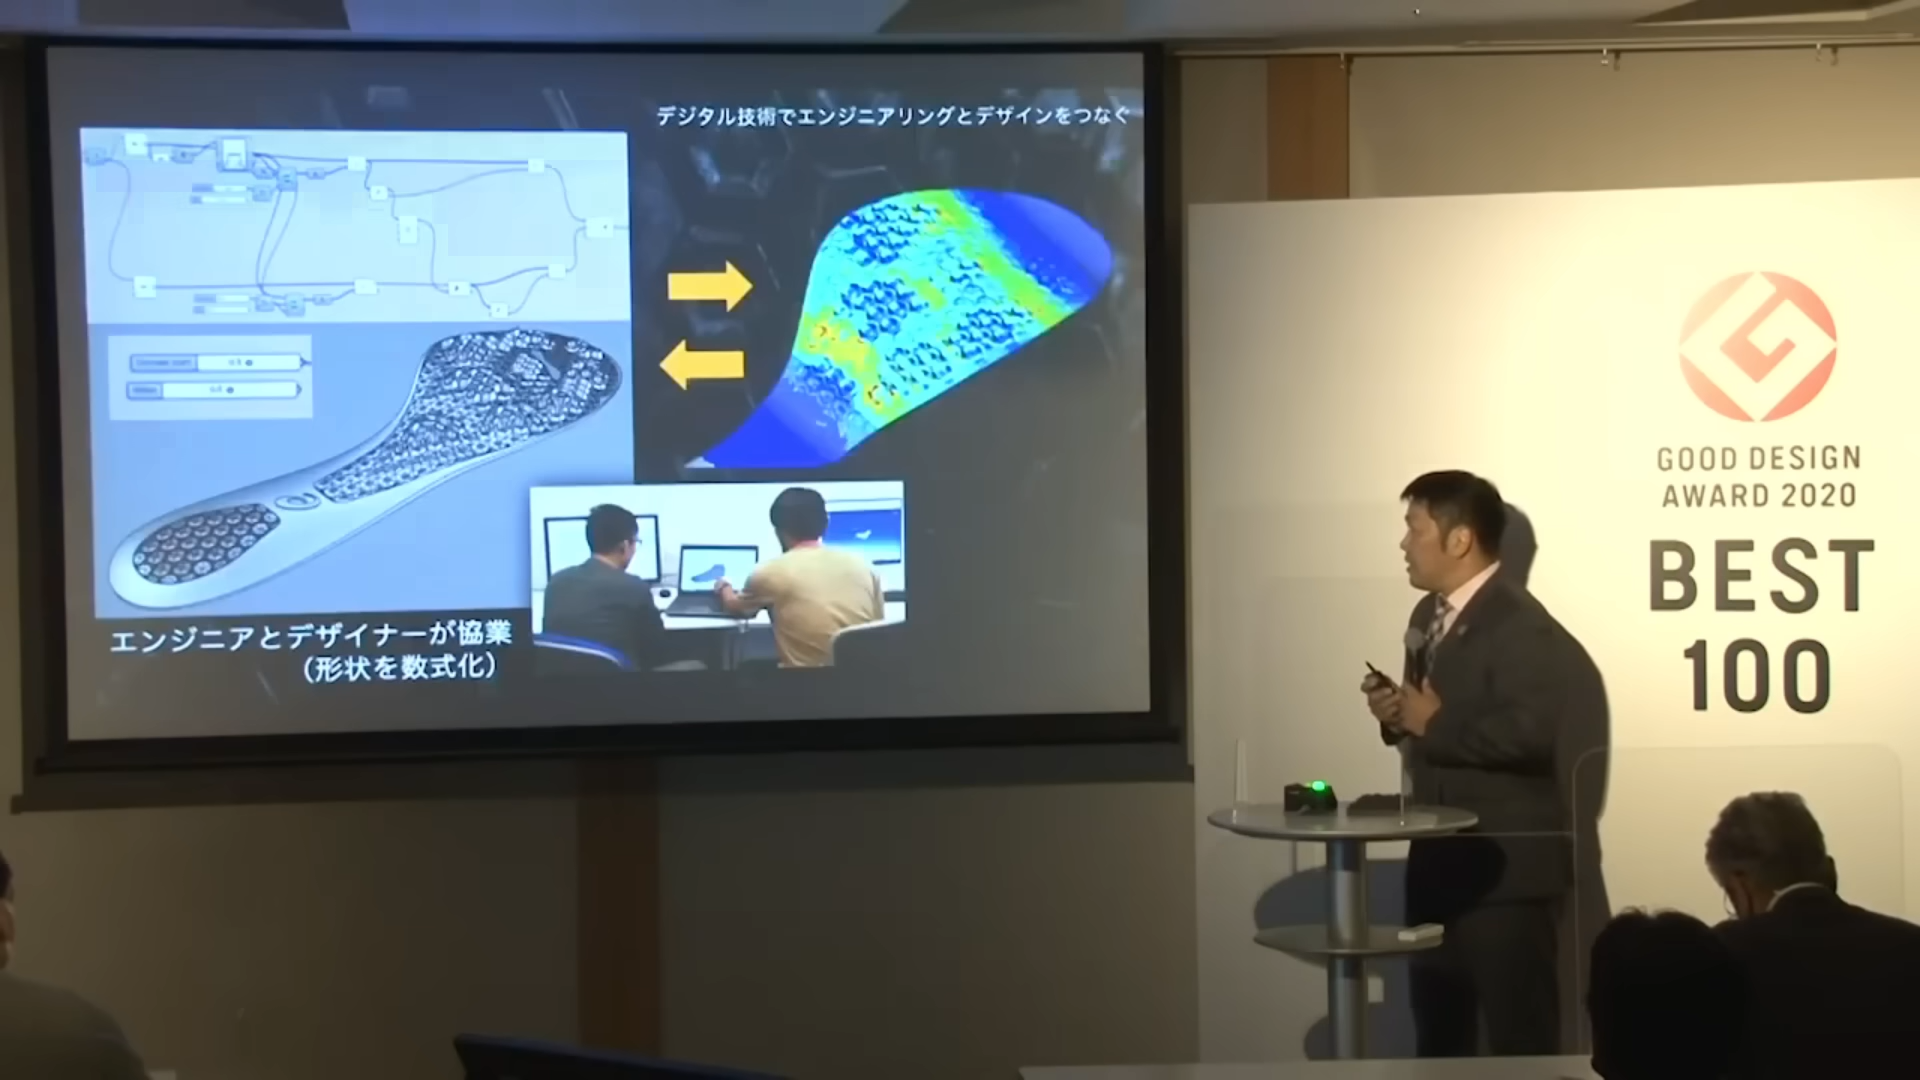 デジタル技術でエンジニアリングとデザインをつなぐ
エンジニアとデザイナーが協業
（形状を数式化）
GOOD DESIGN
AWARD 2020
BEST
100